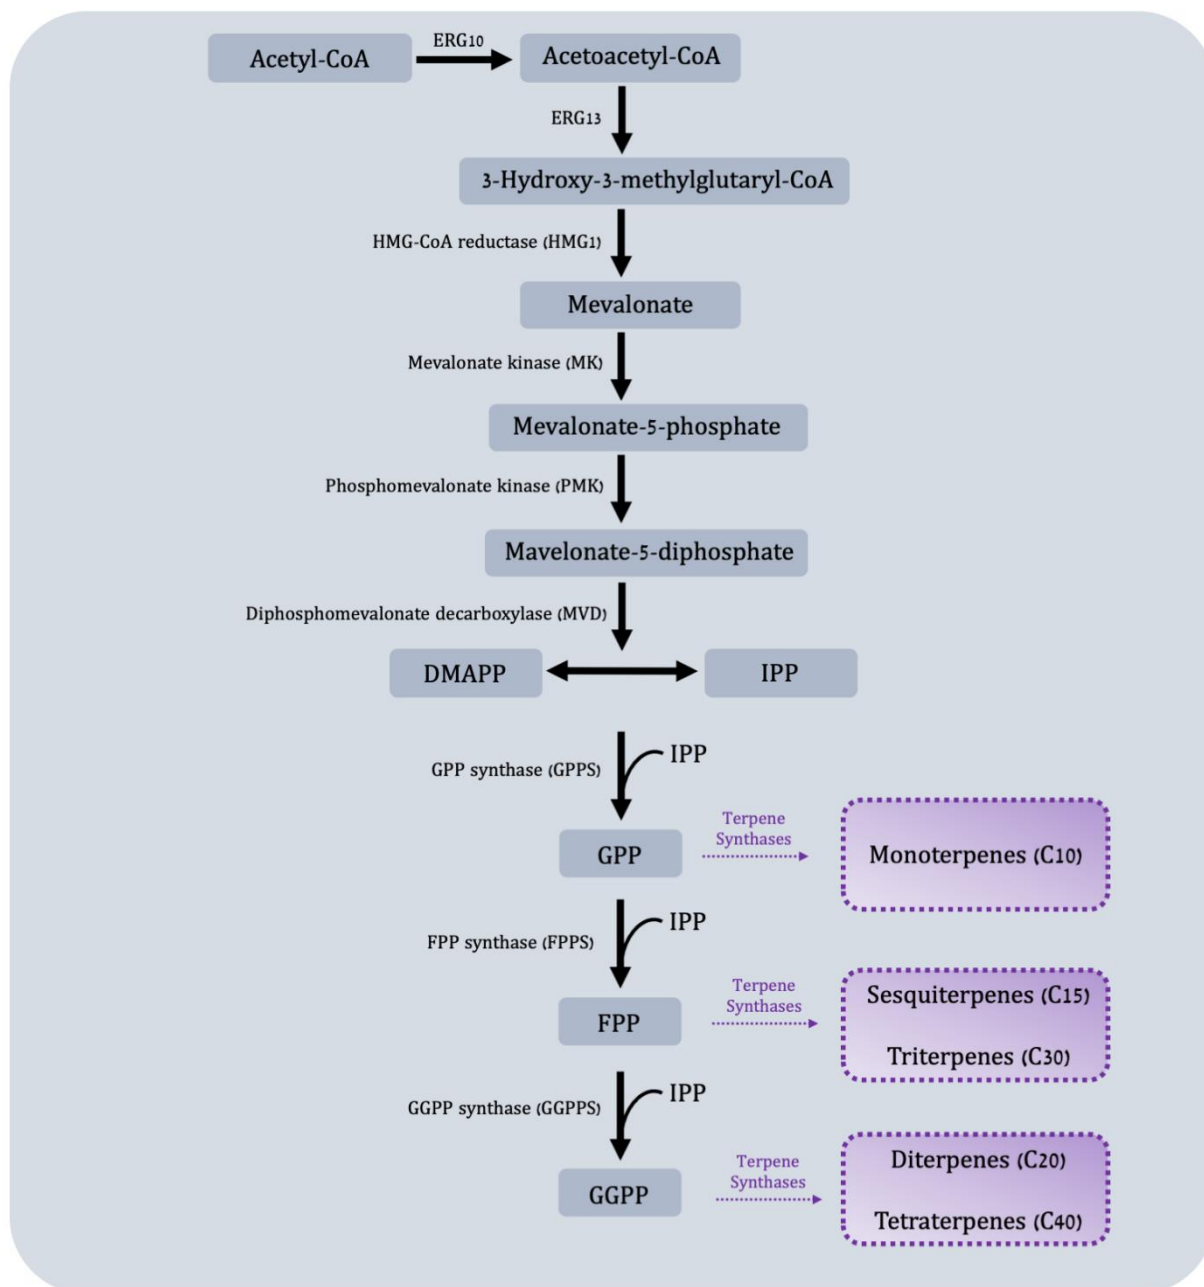 Acetyl-CoA
ERG10
Acetoacetyl-CoA
ERG13
3-Hydroxy-3-methylglutaryl-CoA
HMG-CoA reductase (HMG1)
Mevalonate
Mevalonate kinase (MK)
Mevalonate-5-phosphate
Phosphomevalonate kinase (PMK)
Mavelonate-5-diphosphate
Diphosphomevalonate decarboxylase (MVD)
DMAPP
IPP
GPP synthase (GPPS)
IPP
GPP
Terpene
Synthases
Monoterpenes (C10)
FPP synthase (FPPS)
IPP
FPP
Terpene
Synthases
Sesquiterpenes (C15)
Triterpenes (C30)
GGPP synthase (GGPPS)
IPP
GGPP
Terpene
Synthases
Diterpenes (C20)
Tetraterpenes (C40)